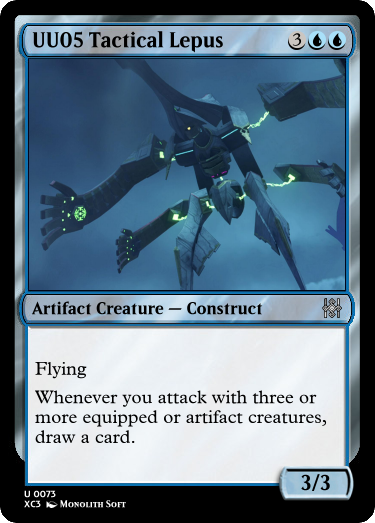 UU05 Tactical Lepus 3
Artifact Creature — Construct
Flying
Whenever you attack with three or
more equipped or artifact creatures,
draw a card.
3/3
U 0073
XC3 Monolith Soft